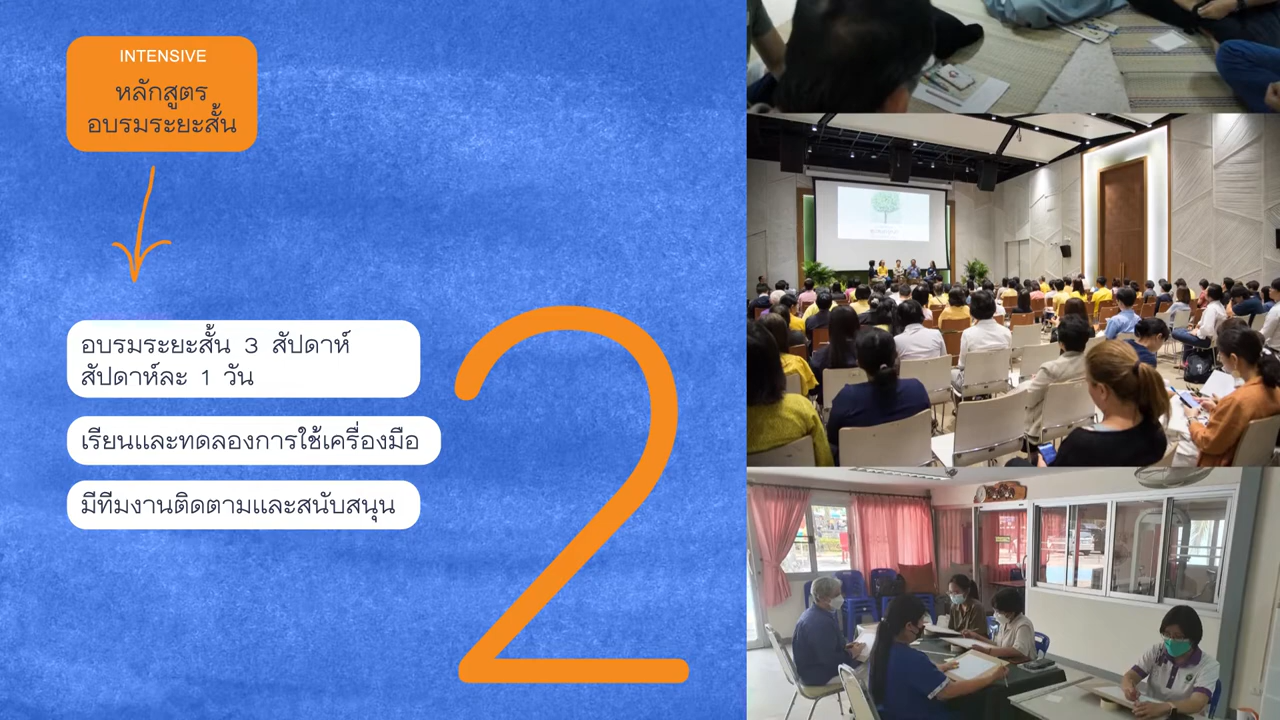 INTENSIVE
หลักสูตร
อบรมระยะสั้น
อบรมระยะสั้น 3 สัปดาห์
สัปดาห์ละ 1 วัน
เรียนและทดลองการใช้เครื่องมือ
มีทีมงานติดตามและสนับสนุน
2